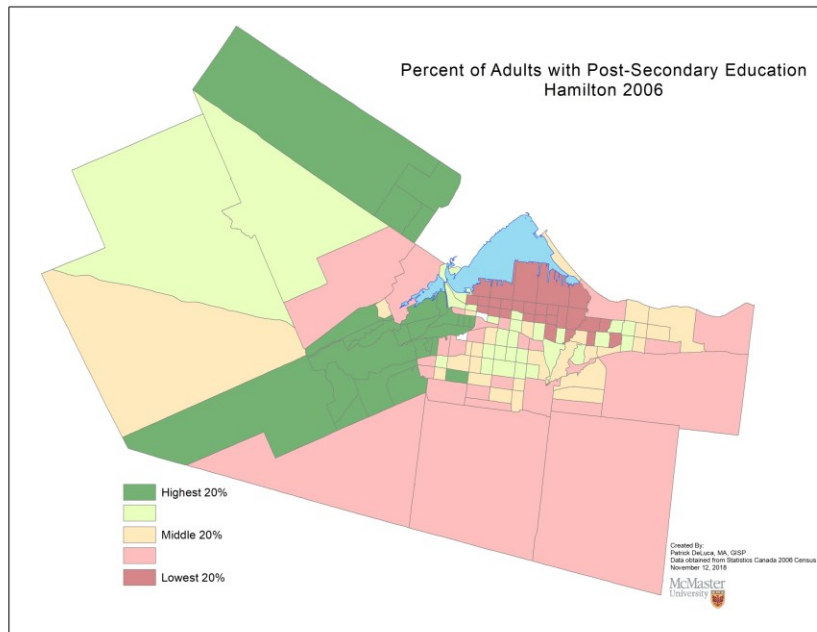 Percent of Adults with Post-Secondary Education
Hamilton 2006
Highest 20%
Middle 20%
Lowest 20%
Created By:
Patrick DeLuca, MA, GISP
Data obtained from Statistics Canada 2006 Census
November 12, 2018
McMaster
University